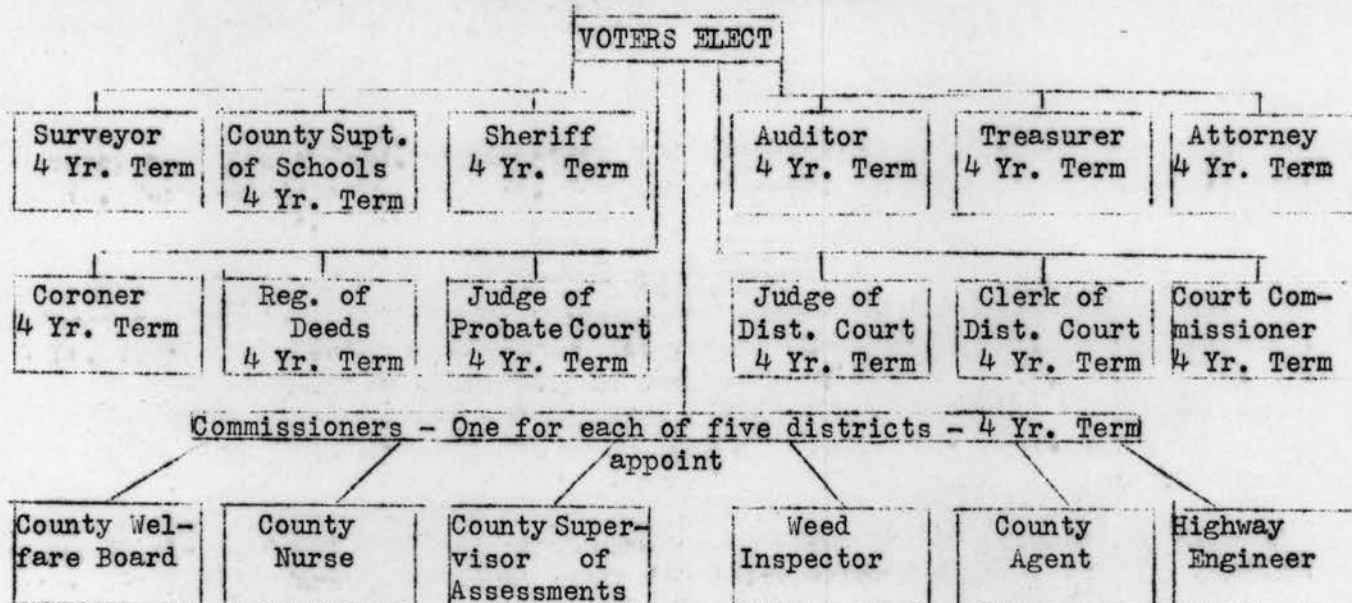 VOTERS ELECT
Surveyor
4 Yr. Term
County Supt.
of Schools
4 Yr. Term
Sheriff
4 Yr. Term
Auditor
4 Yr. Term
Treasurer
4 Yr. Term
Attorney
4 Yr. Term
Coroner
4 Yr. Term
Reg. of
Deeds
4 Yr. Term
Judge of
Probate Court
4 Yr. Term
Judge of
Dist. Court
4 Yr. Term
Clerk of
Dist. Court
4 Yr. Term
Court Com-
missioner
4 Yr. Term
Commissioners - One for each of five districts - 4 Yr. Term
appoint
County Wel-
fare Board
County
Nurse
County Super-
visor of
Assessments
Weed
Inspector
County
Agent
Highway
Engineer